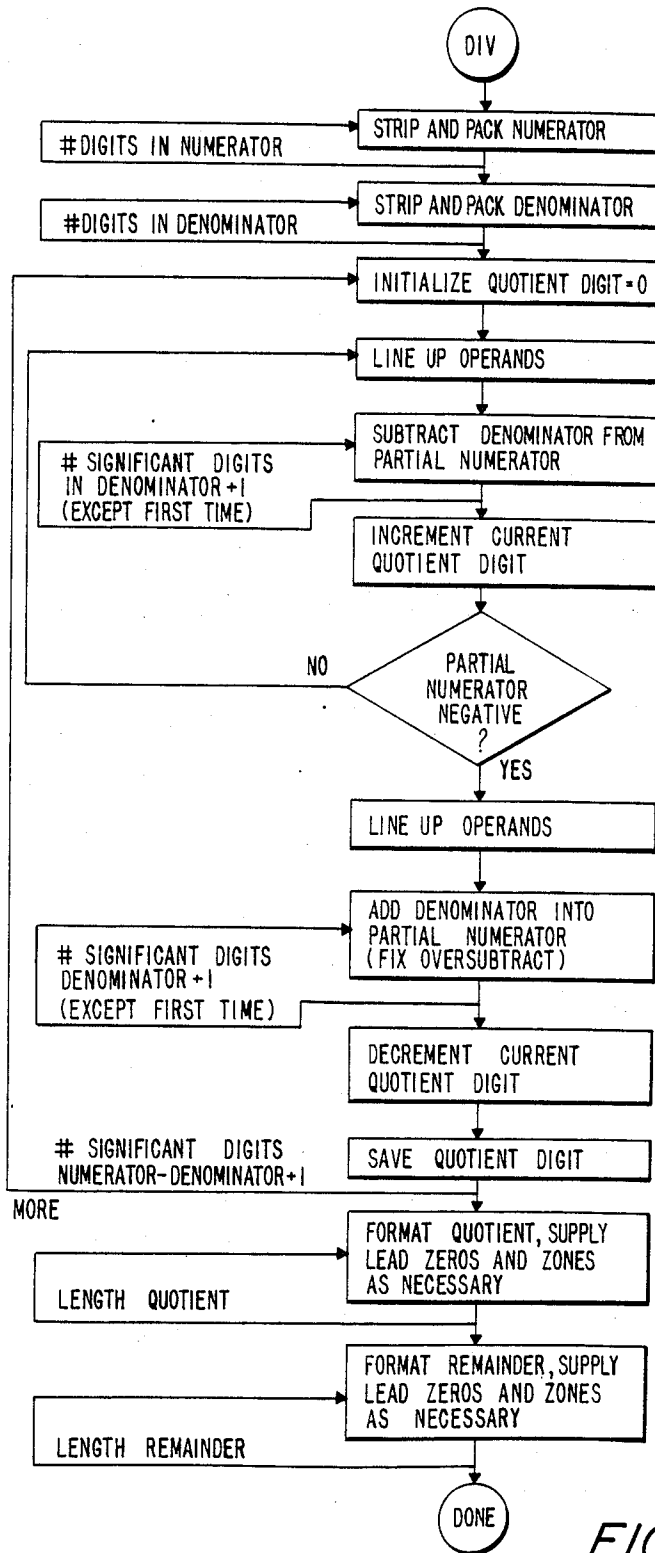 DIV
STRIP AND PACK NUMERATOR
#DIGITS IN NUMERATOR
STRIP AND PACK DENOMINATOR
#DIGITS IN DENOMINATOR
INITIALIZE QUOTIENT DIGIT=0
LINE UP OPERANDS
SUBTRACT DENOMINATOR FROM
PARTIAL NUMERATOR
# SIGNIFICANT DIGITS
IN DENOMINATOR+1
(EXCEPT FIRST TIME)
INCREMENT CURRENT
QUOTIENT DIGIT
NO
PARTIAL
NUMERATOR
NEGATIVE
?
YES
LINE UP OPERANDS
ADD DENOMINATOR INTO
PARTIAL NUMERATOR
(FIX OVERSUBTRACT)
# SIGNIFICANT DIGITS
DENOMINATOR+1
(EXCEPT FIRST TIME)
DECREMENT CURRENT
QUOTIENT DIGIT
# SIGNIFICANT DIGITS
NUMERATOR-DENOMINATOR+1
SAVE QUOTIENT DIGIT
MORE
FORMAT QUOTIENT, SUPPLY
LEAD ZEROS AND ZONES
AS NECESSARY
LENGTH QUOTIENT
FORMAT REMAINDER, SUPPLY
LEAD ZEROS AND ZONES
AS NECESSARY
LENGTH REMAINDER
DONE